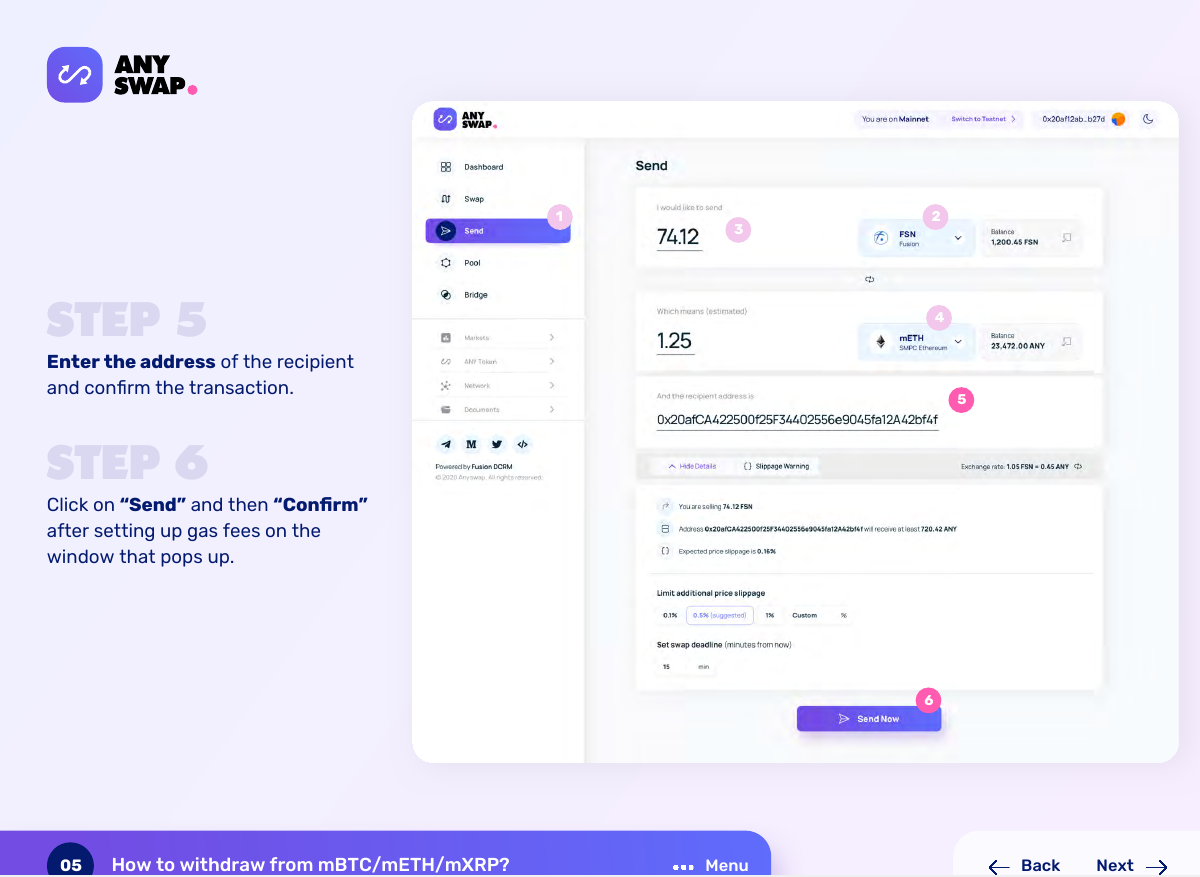 ANY
SWAP.
STEP 5
Enter the address of the recipient
and confirm the transaction.
STEP 6
Click on “Send” and then “Confirm”
after setting up gas fees on the
window that pops up.
ANY
SWAP.
You are on Mainnet
Switch to Testnet
0x20af12ab...b27d
Dashboard
Swap
Send
1
Pool
Bridge
Markets
ANY Token
Network
Documents
M
Powered by Fusion DCRM
© 2020 Anyswap. All rights reserved.
Send
I would like to send
74.12
3
2
FSN
Fusion
Balance
1,200.45 FSN
Which means (estimated)
1.25
4
mETH
SMPC Ethereum
Balance
23,472.00 ANY
And the recipient address is
5
0x20afCA422500f25F34402556e9045fa12A42bf4f
Hide Details
Slippage Warning
Exchange rate: 1.05 FSN = 0.45 ANY
You are selling 74.12 FSN
Address 0x20afCA422500f25F34402556e9045fa12A42bf4f will receive at least 720.42 ANY
Expected price slippage is 0.16%
Limit additional price slippage
0.1% 0.5% (suggested) 1% Custom %
Set swap deadline (minutes from now)
15 min
6
Send Now
05 How to withdraw from mBTC/mETH/mXRP?
Menu
Back
Next